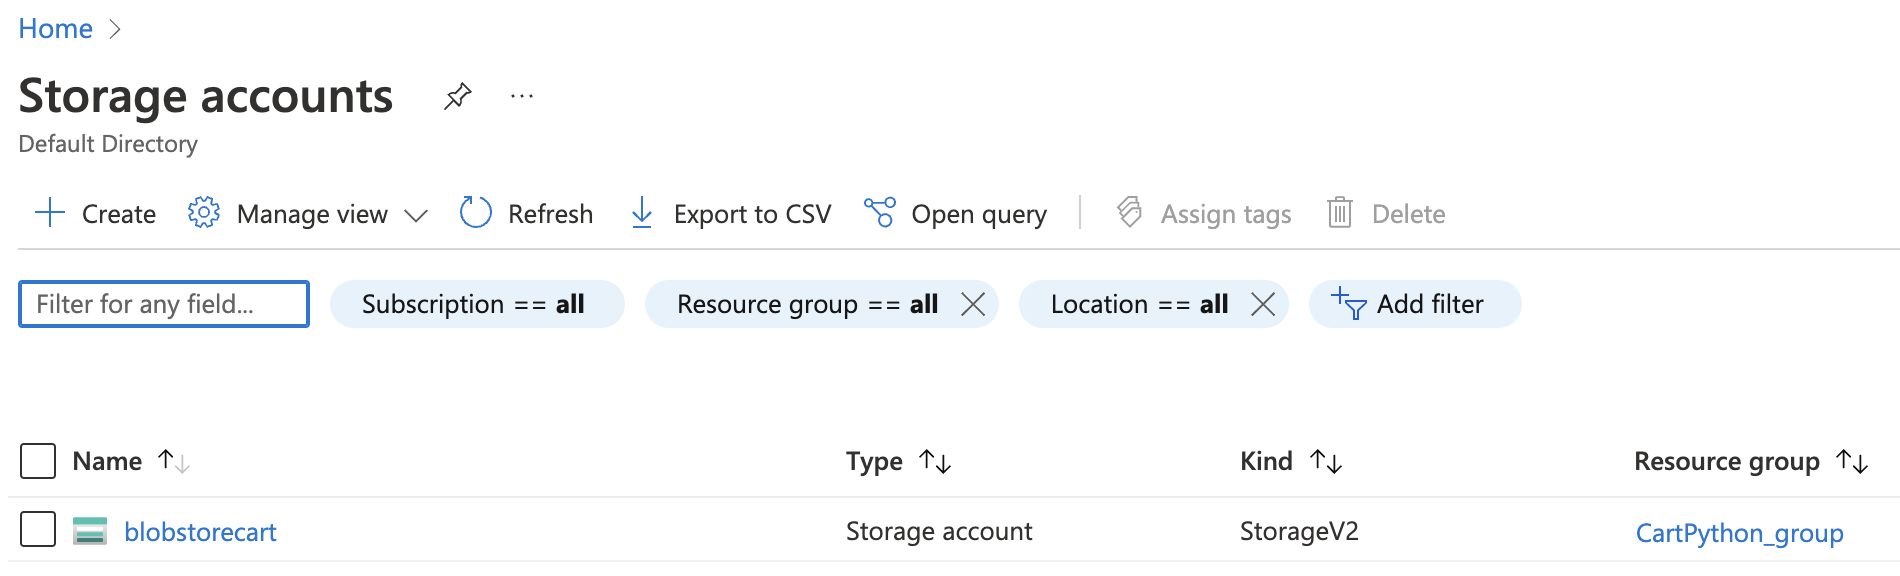 Home
Storage accounts
Default Directory
Create Manage view Refresh Export to CSV Open query Assign tags Delete
Filter for any field... Subscription == all Resource group == all Location == all Add filter
Name Type Kind Resource group
blobstorecart Storage account StorageV2 CartPython_group